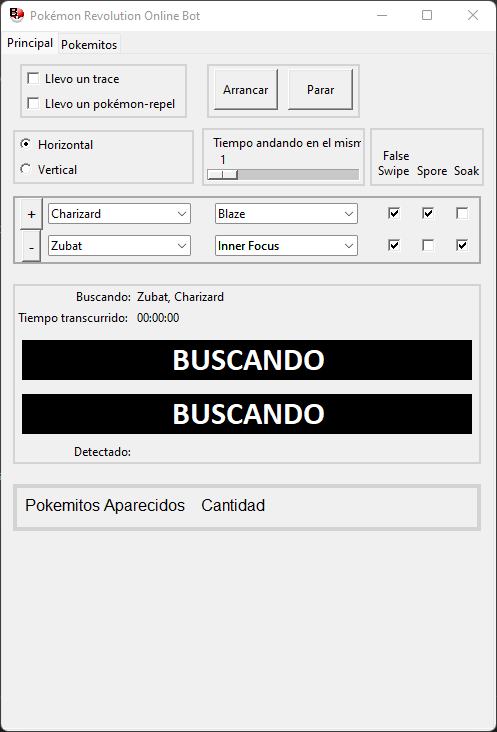 Pokémon Revolution Online Bot
Principal Pokemitos
Llevo un trace
Llevo un pokémon-repel
Arrancar Parar
Horizontal
Vertical
Tiempo andando en el mism
1
False
Swipe Spore Soak
+ Charizard Blaze
- Zubat Inner Focus
Buscando: Zubat, Charizard
Tiempo transcurrido: 00:00:00
BUSCANDO
BUSCANDO
Detectado:
Pokemitos Aparecidos Cantidad